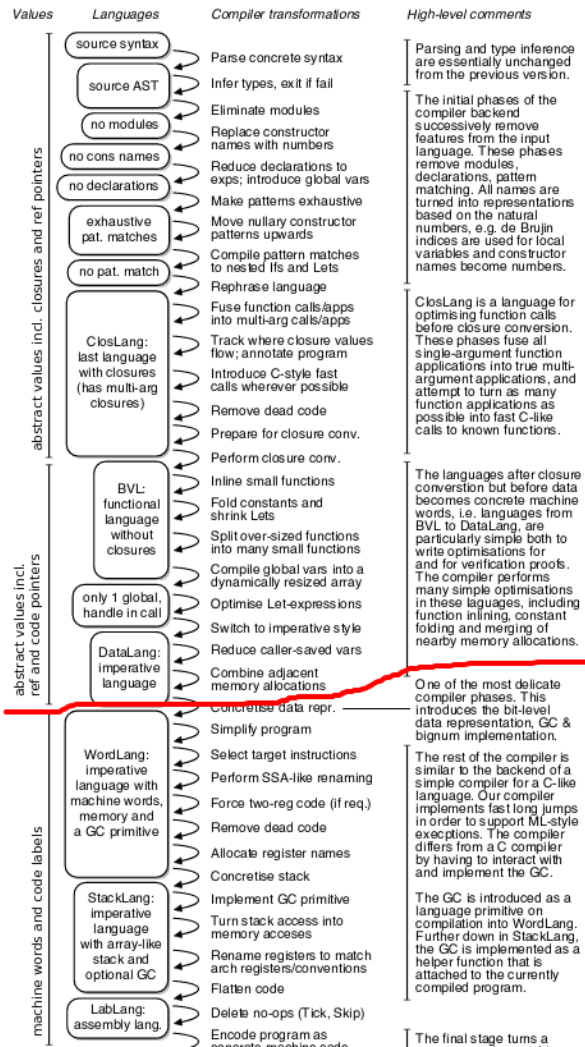 Values
Languages
Compiler transformations
High-level comments
abstract values incl. closures and ref pointers
abstract values incl.
ref and code pointers
machine words and code labels
source syntax
source AST
no modules
no cons names
no declarations
exhaustive
pat. matches
no pat. match
ClosLang:
last language
with closures
(has multi-arg
closures)
BVL:
functional
language
without
closures
only 1 global,
handle in call
DataLang:
imperative
language
WordLang:
imperative
language with
machine words,
memory and
a GC primitive
StackLang:
imperative
language
with array-like
stack and
optional GC
LabLang:
assembly lang.
Parse concrete syntax
Infer types, exit if fail
Eliminate modules
Replace constructor
names with numbers
Reduce declarations to
exps; introduce global vars
Make patterns exhaustive
Move nullary constructor
patterns upwards
Compile pattern matches
to nested Ifs and Lets
Rephrase language
Fuse function calls/apps
into multi-arg calls/apps
Track where closure values
flow; annotate program
Introduce C-style fast
calls wherever possible
Remove dead code
Prepare for closure conv.
Perform closure conv.
Inline small functions
Fold constants and
shrink Lets
Split over-sized functions
into many small functions
Compile global vars into a
dynamically resized array
Optimise Let-expressions
Switch to imperative style
Reduce caller-saved vars
Combine adjacent
memory allocations
Concretise data repr.
Simplify program
Select target instructions
Perform SSA-like renaming
Force two-reg code (if req.)
Remove dead code
Allocate register names
Concretise stack
Implement GC primitive
Turn stack access into
memory acceses
Rename registers to match
arch registers/conventions
Flatten code
Delete no-ops (Tick, Skip)
Encode program as
concrete machine code
Parsing and type inference
are essentially unchanged
from the previous version.
The initial phases of the
compiler backend
successively remove
features from the input
language. These phases
remove modules,
declarations, pattern
matching. All names are
turned into representations
based on the natural
numbers, e.g. de Brujin
indices are used for local
variables and constructor
names become numbers.
ClosLang is a language for
optimising function calls
before closure conversion.
These phases fuse all
single-argument function
applications into true multi-
argument applications, and
attempt to turn as many
function applications as
possible into fast C-like
calls to known functions.
The languages after closure
converstion but before data
becomes concrete machine
words, i.e. languages from
BVL to DataLang, are
particularly simple both to
write optimisations for
and for verification proofs.
The compiler performs
many simple optimisations
in these laguages, including
function inlining, constant
folding and merging of
nearby memory allocations.
One of the most delicate
compiler phases. This
introduces the bit-level
data representation, GC &
bignum implementation.
The rest of the compiler is
similar to the backend of a
simple compiler for a C-like
language. Our compiler
implements fast long jumps
in order to support ML-style
execptions. The compiler
differs from a C compiler
by having to interact with
and implement the GC.
The GC is introduced as a
language primitive on
compilation into WordLang.
Further down in StackLang,
the GC is implemented as a
helper function that is
attached to the currently
compiled program.
The final stage turns a